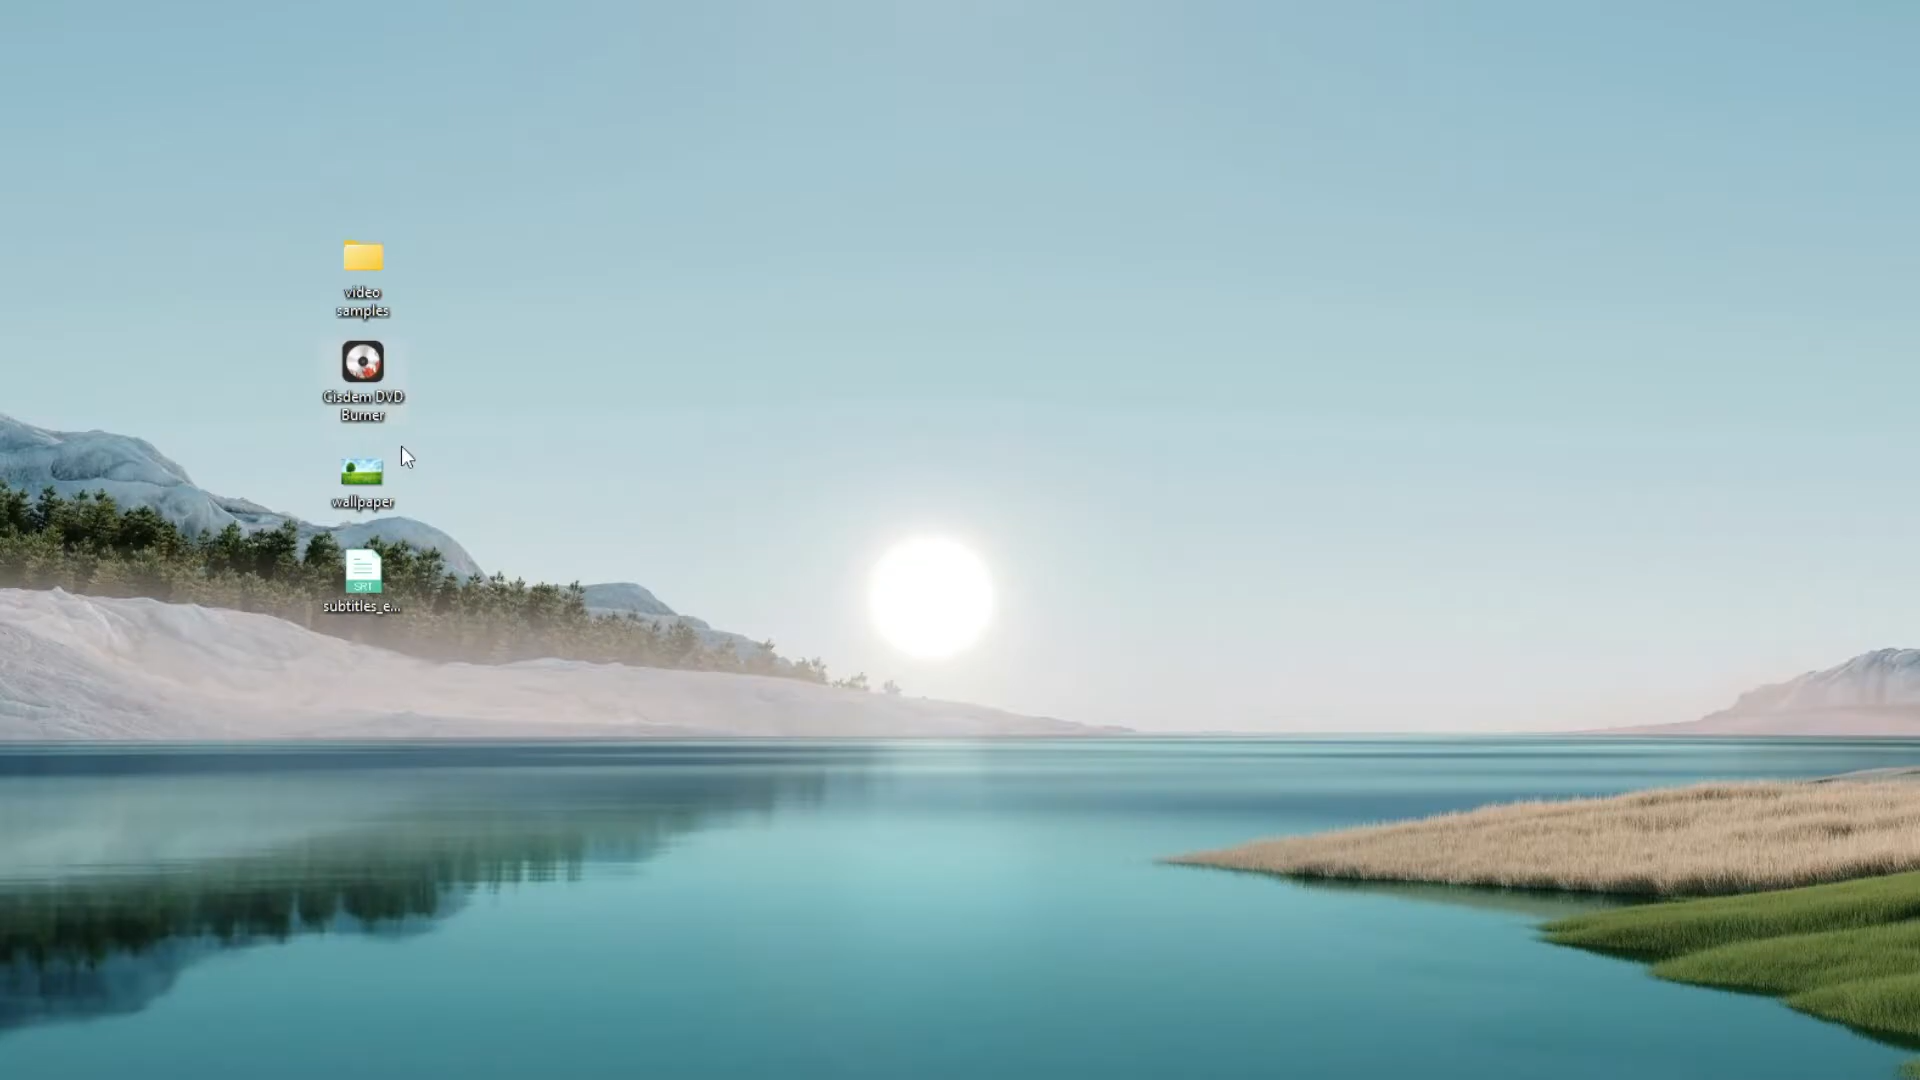 video
samples
Cisdem DVD
Burner
wallpaper
SRT
subtitles_e...